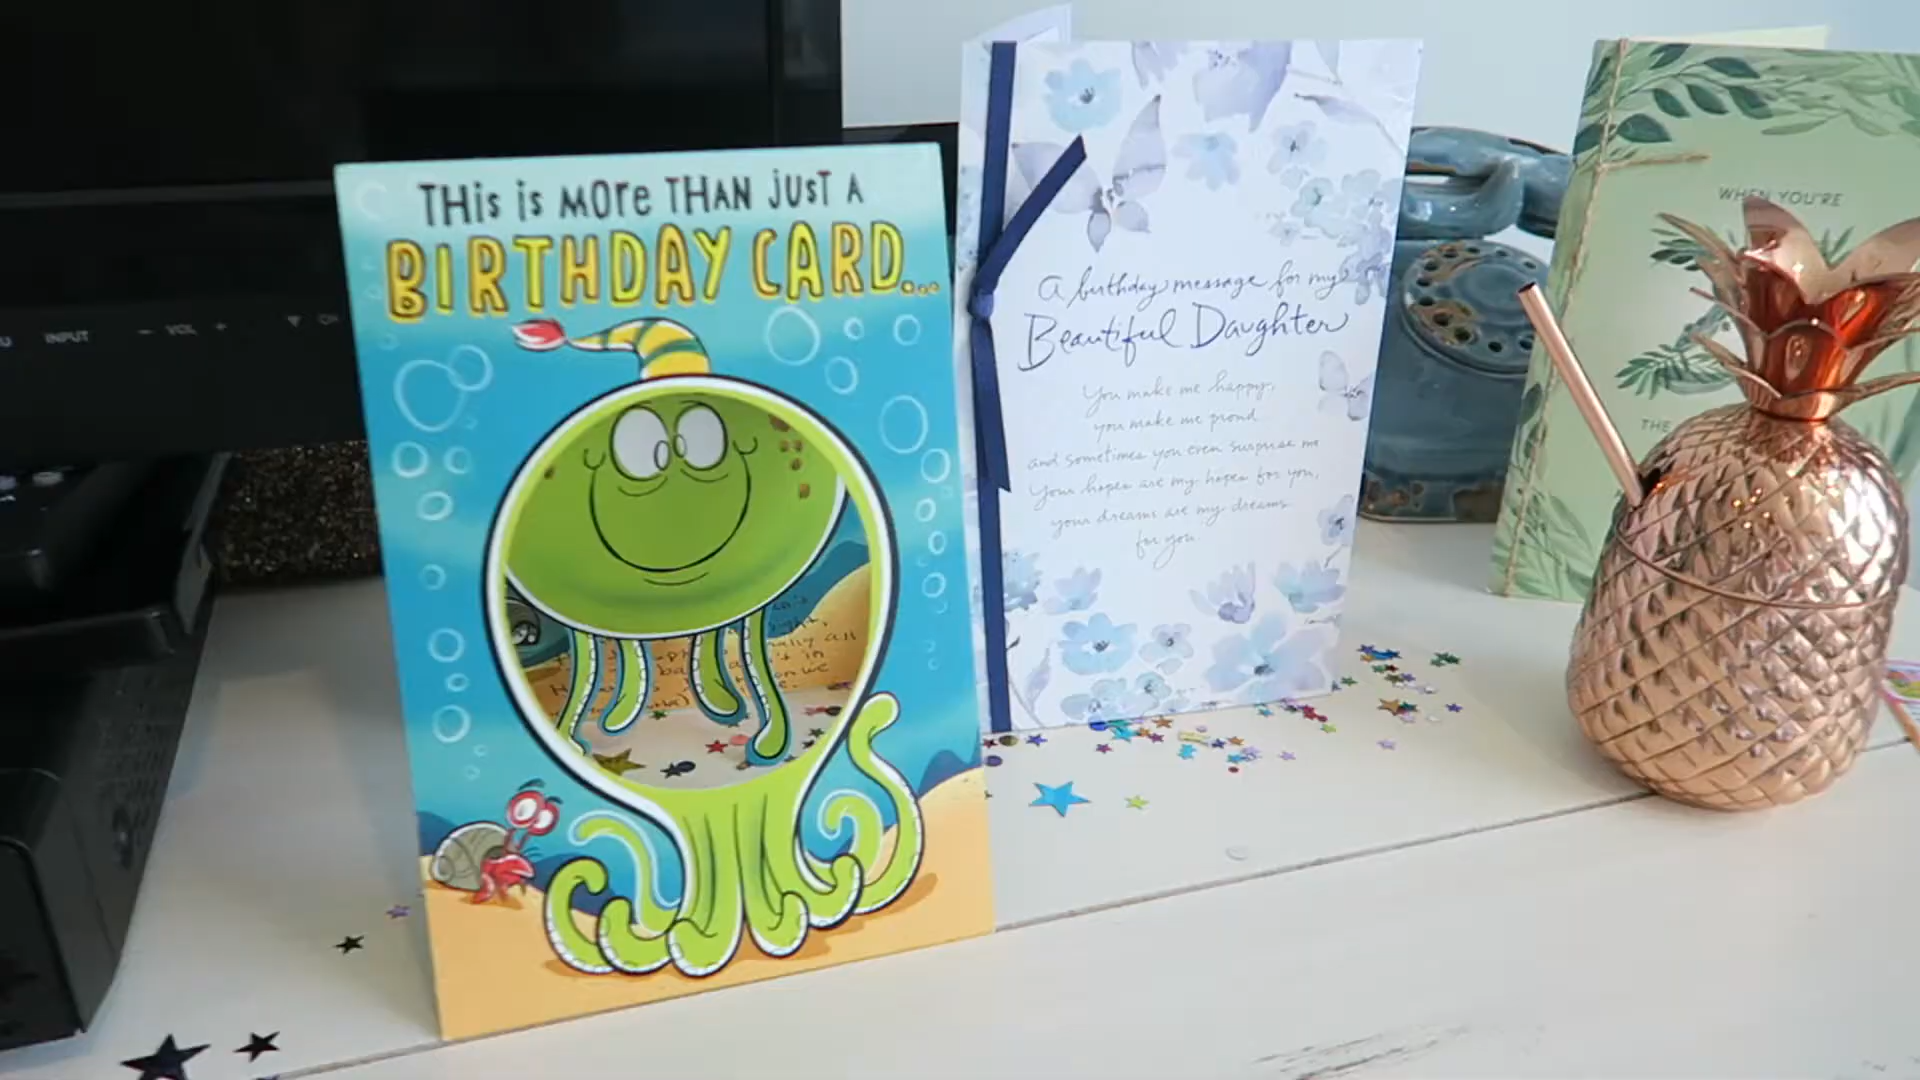 THis is MORe THAN JUST A
BIRTHDAY CARD...
INPUT
- VOL +
A birthday message for my
Beautiful Daughter
You make me happy,
you make me proud
and sometimes you even surprise me
Your hopes are my hopes for you,
your dreams are my dreams
for you.
WHEN YOU'RE
THE